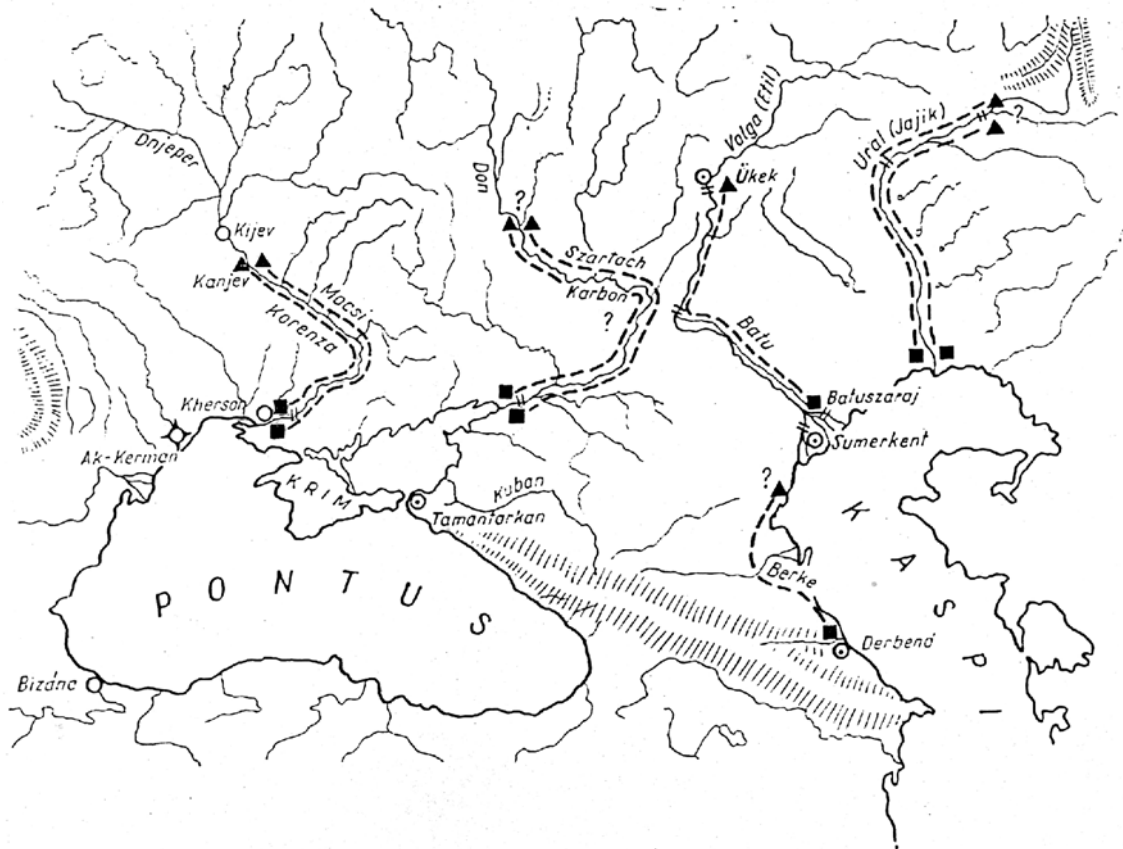 Dnjeper
Don
Volga (Etil)
Ural (Jajik)
?
Ükek
?
Kijev
Kanjev
Macsi
Korenza
Szartach
Karbon
?
Batu
Kherson
Batuszaraj
Sumerkent
Ak-Kerman
KRIM
Kuban
?
Tamantarkan
KASPI
PONTUS
Berke
Derbend
Bizánc